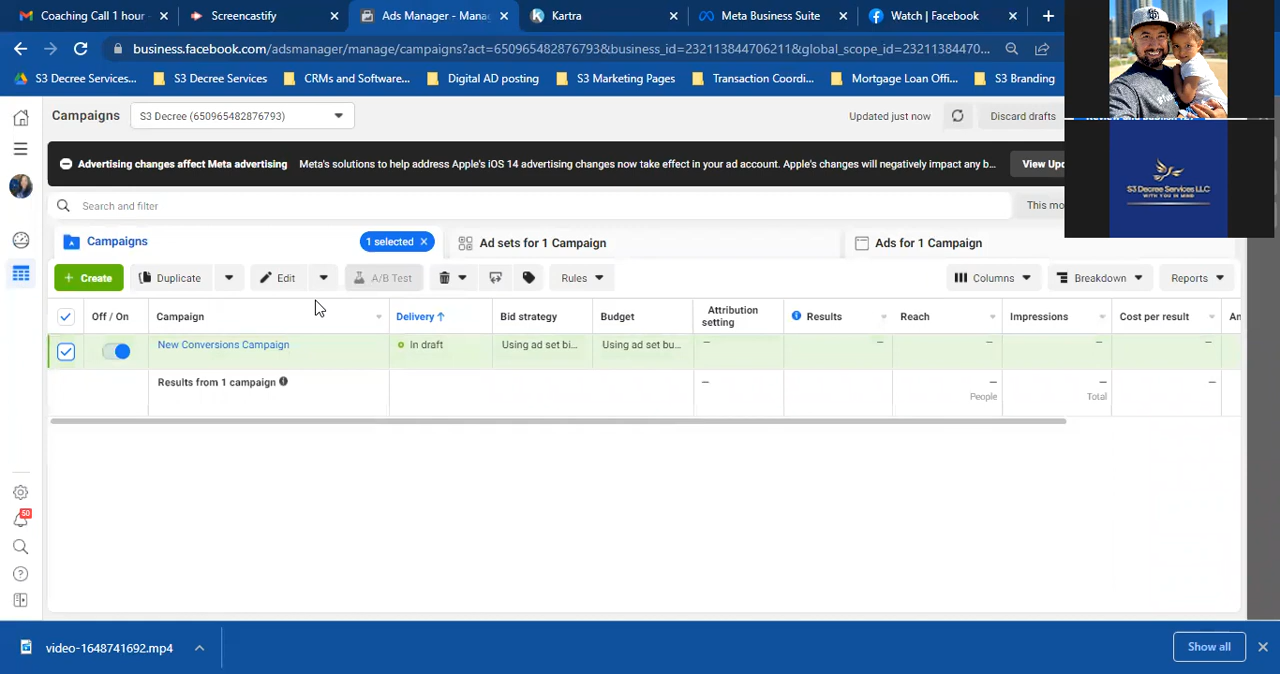 Coaching Call 1 hour -
Screencastify
Ads Manager - Mana
Kartra
Meta Business Suite
Watch | Facebook
business.facebook.com/adsmanager/manage/campaigns?act=650965482876793&business_id=232113844706211&global_scope_id=23211384470...
S3 Decree Services...
S3 Decree Services
CRMs and Software...
Digital AD posting
S3 Marketing Pages
Transaction Coordi...
Mortgage Loan Offi...
S3 Branding
Campaigns
S3 Decree (650965482876793)
Updated just now
Discard drafts
Advertising changes affect Meta advertising
Meta's solutions to help address Apple's iOS 14 advertising changes now take effect in your ad account. Apple's changes will negatively impact any b...
View Upd
S3 Decree Services LLC
WITH YOU IN MIND
Search and filter
This mo
Campaigns
1 selected
Ad sets for 1 Campaign
Ads for 1 Campaign
+ Create
Duplicate
Edit
A/B Test
Rules
Columns
Breakdown
Reports
Off / On
Campaign
Delivery ↑
Bid strategy
Budget
Attribution
setting
Results
Reach
Impressions
Cost per result
An
New Conversions Campaign
In draft
Using ad set bi...
Using ad set bu...
—
—
—
—
—
Results from 1 campaign
—
—
People
—
Total
—
50
video-1648741692.mp4
Show all